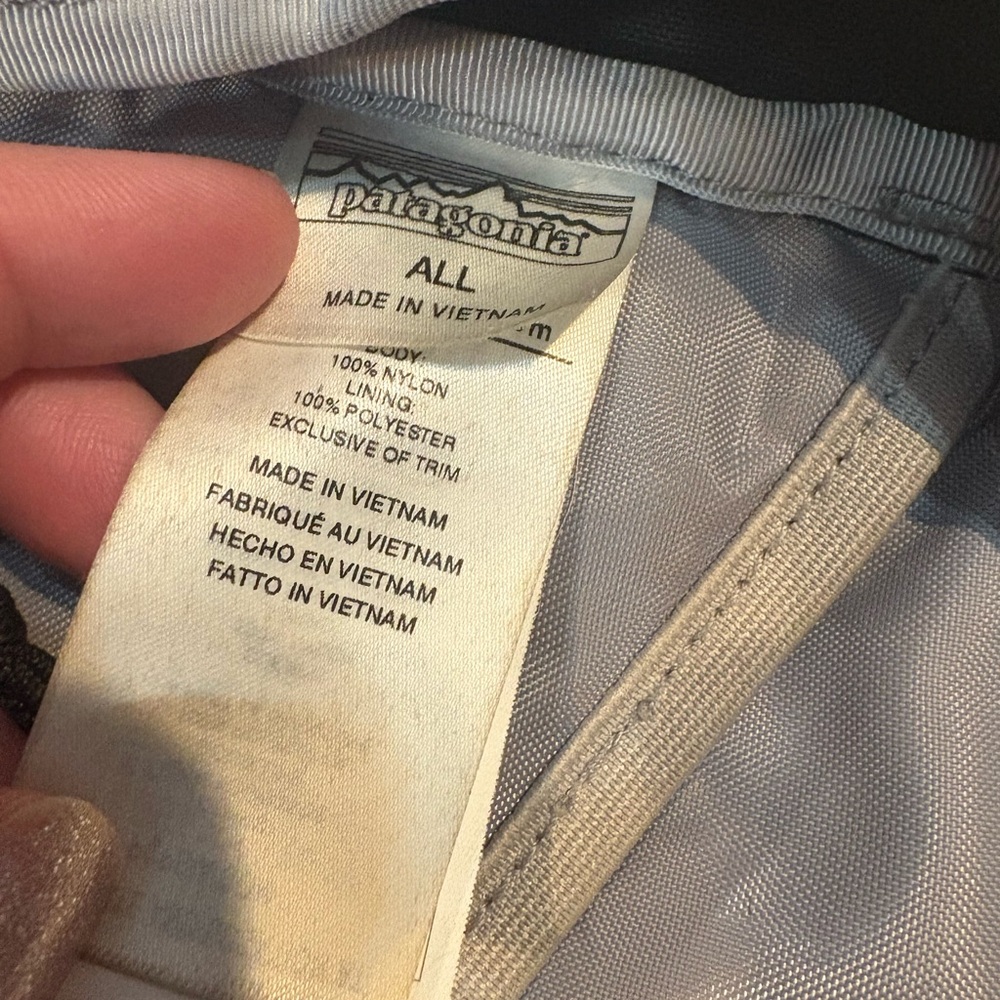 patagonia
ALL
MADE IN VIETNAM
m
BODY:
100% NYLON
LINING:
100% POLYESTER
EXCLUSIVE OF TRIM
MADE IN VIETNAM
FABRIQUÉ AU VIETNAM
HECHO EN VIETNAM
FATTO IN VIETNAM